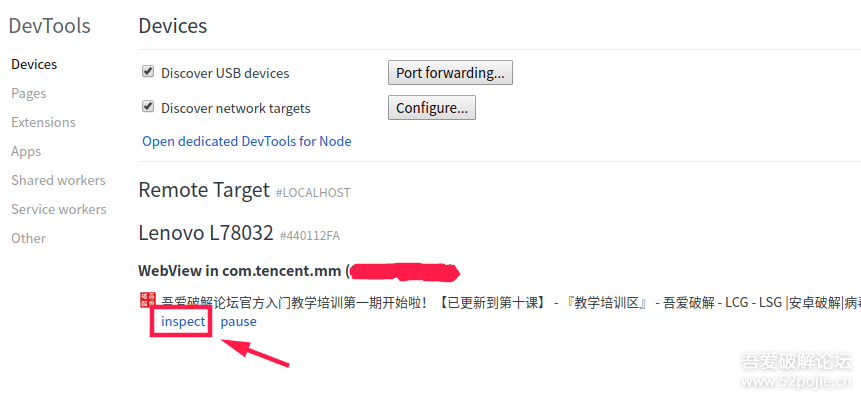 DevTools
Devices
Pages
Extensions
Apps
Shared workers
Service workers
Other
Devices
Discover USB devices
Port forwarding...
Discover network targets
Configure...
Open dedicated DevTools for Node
Remote Target #LOCALHOST
Lenovo L78032 #440112FA
WebView in com.tencent.mm (
吾爱破解论坛官方入门教学培训第一期开始啦！【已更新到第十课】 - 『教学培训区』 - 吾爱破解 - LCG - LSG |安卓破解|病毒
inspect pause
吾爱破解论坛
www.52pojie.cn